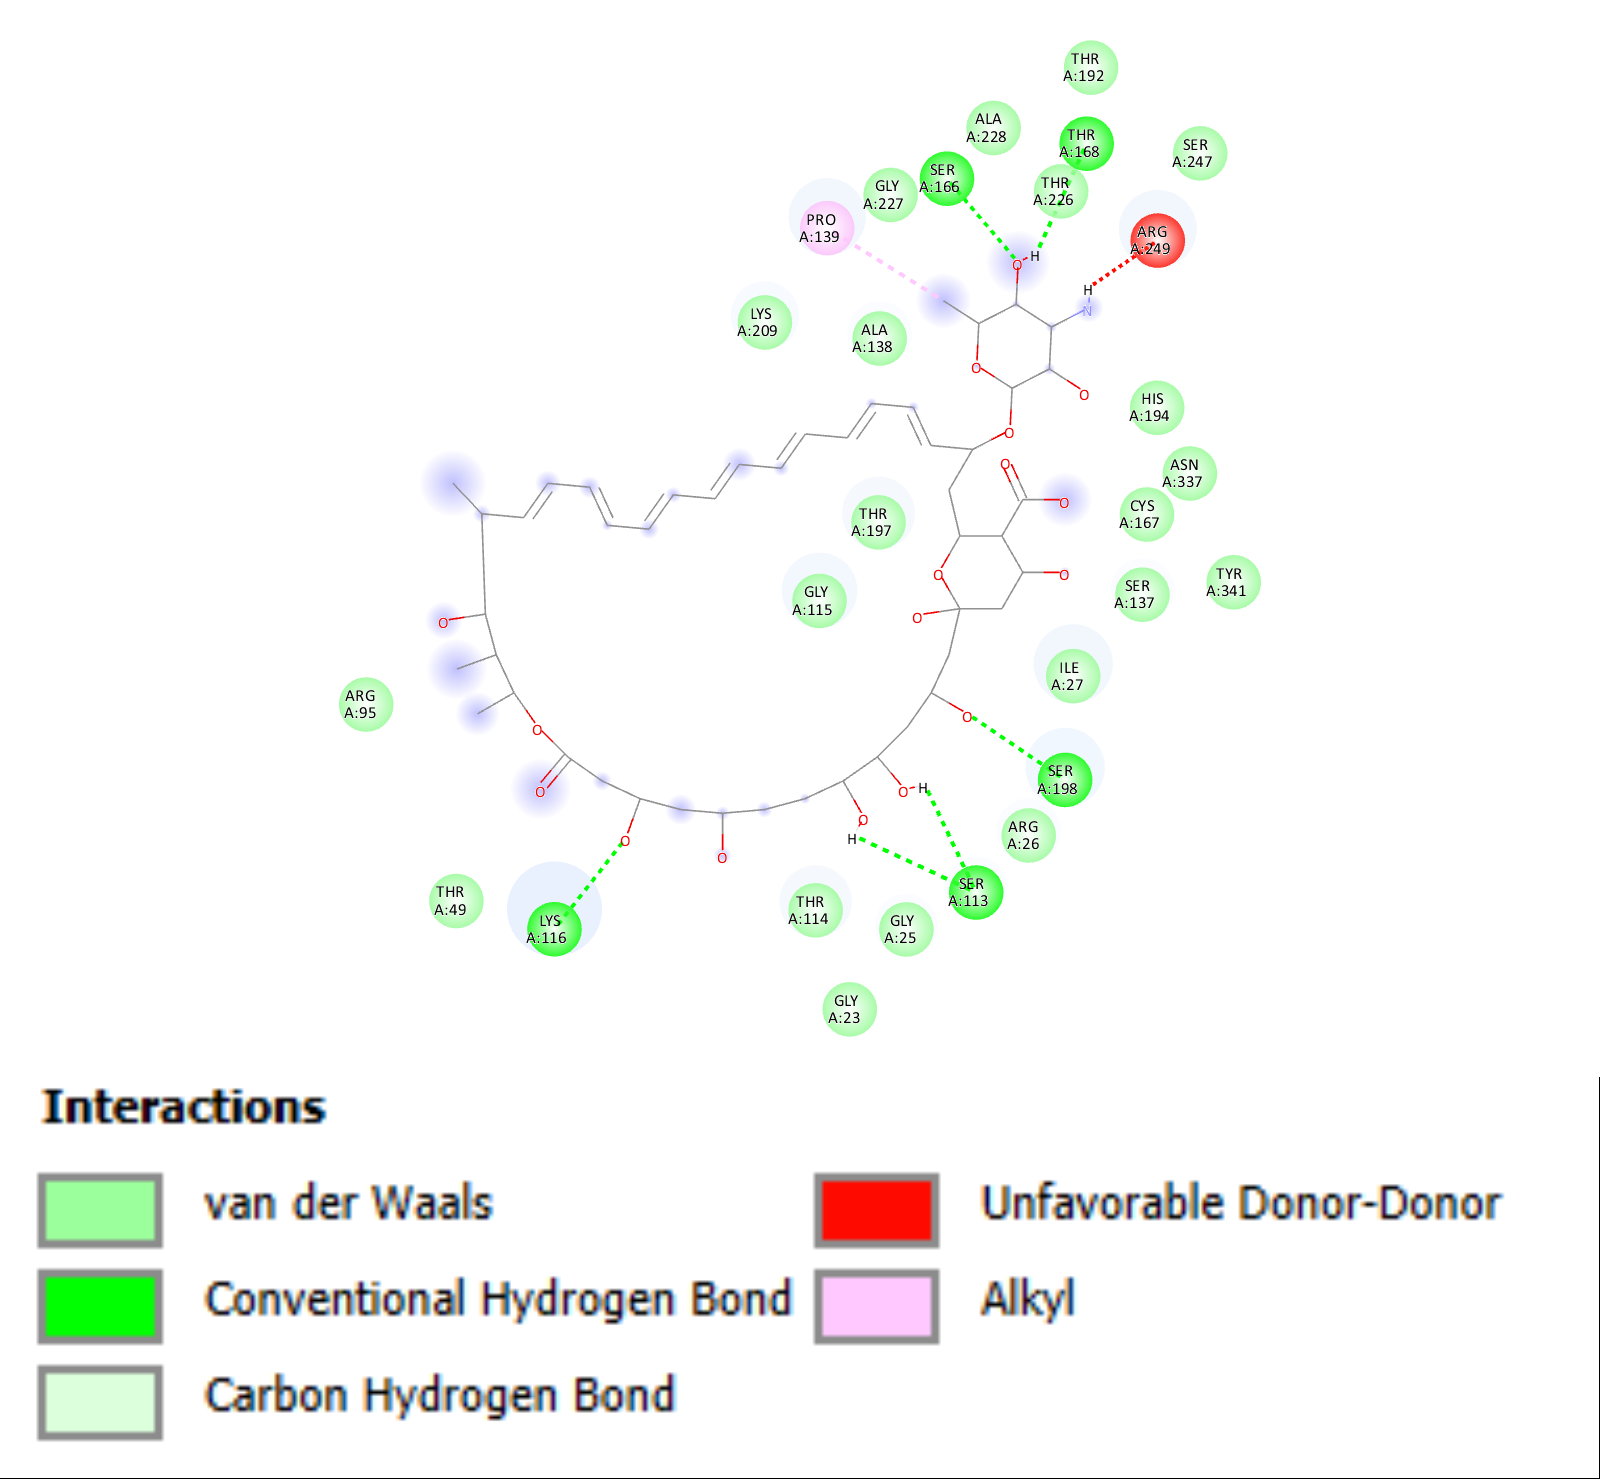 THR
A:192
ALA
A:228
THR
A:168
SER
A:247
SER
A:166
GLY
A:227
THR
A:226
PRO
A:139
ARG
A:249
H
O
H
N
LYS
A:209
ALA
A:138
O
O
HIS
A:194
O
O
ASN
A:337
O
CYS
A:167
THR
A:197
O
O
TYR
A:341
SER
A:137
GLY
A:115
O
O
ILE
A:27
ARG
A:95
O
O
SER
A:198
O
O
H
O
H
O
O
ARG
A:26
THR
A:49
LYS
A:116
THR
A:114
GLY
A:25
SER
A:113
GLY
A:23
Interactions
van der Waals
Conventional Hydrogen Bond
Carbon Hydrogen Bond
Unfavorable Donor-Donor
Alkyl